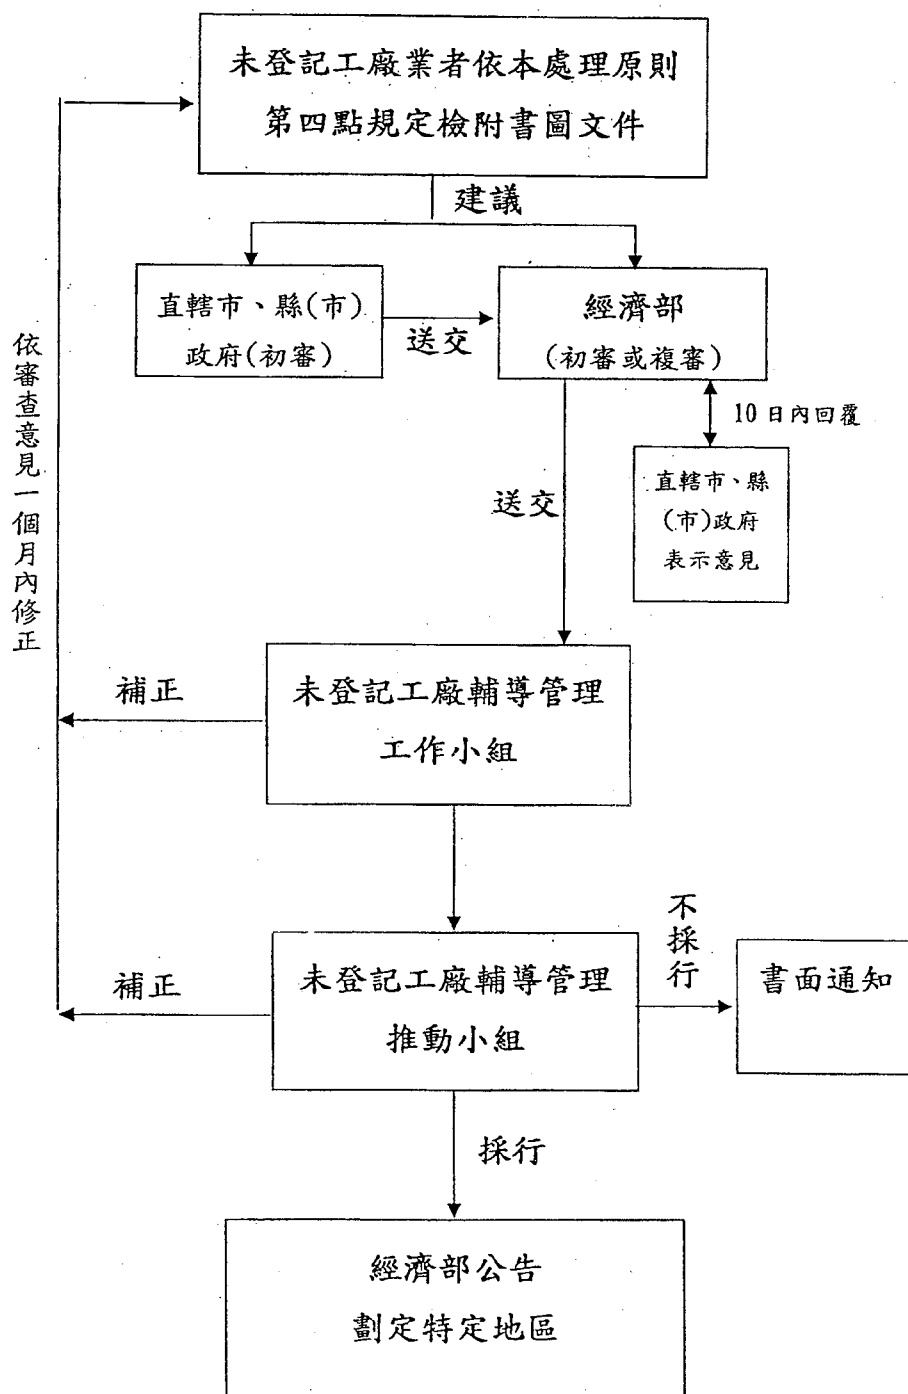 未登記工廠業者依本處理原則
第四點規定檢附書圖文件
建議
直轄市、縣(市)
政府(初審)
送交
經濟部
(初審或複審)
10日內回覆
直轄市、縣
(市)政府
表示意見
送交
依審查意見一個月內修正
補正
未登記工廠輔導管理
工作小組
補正
未登記工廠輔導管理
推動小組
不採行
書面通知
採行
經濟部公告
劃定特定地區